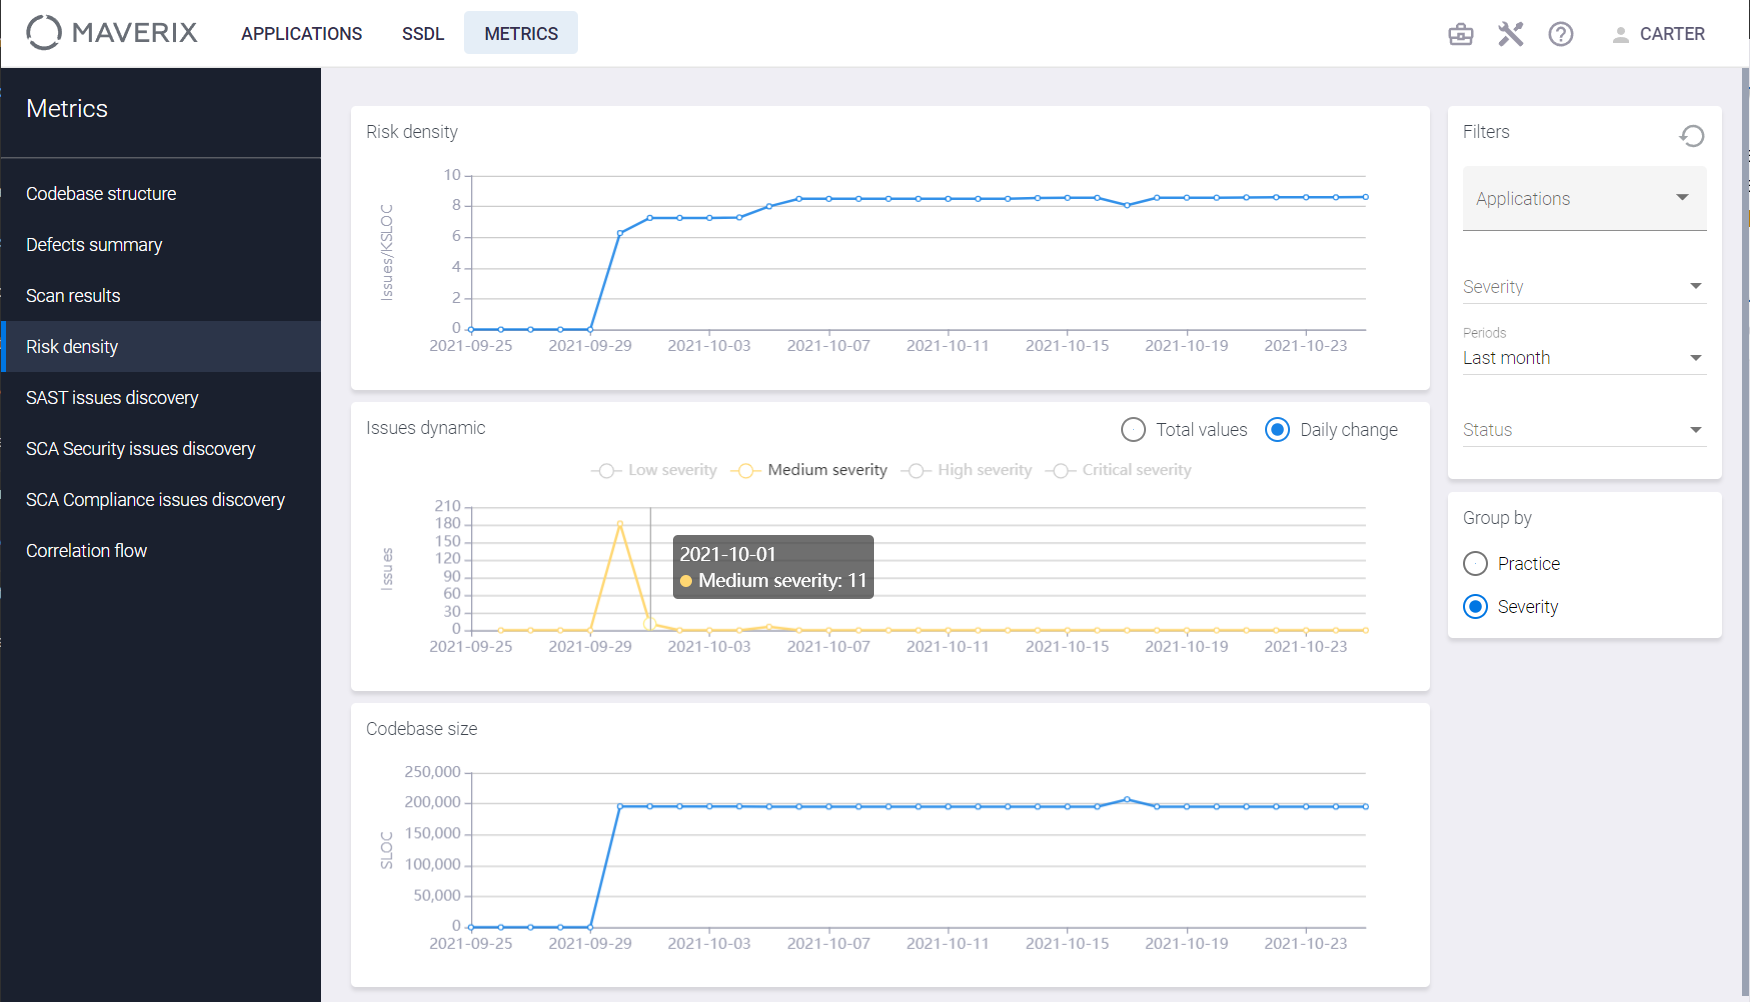 MAVERIX
APPLICATIONS
SSDL
METRICS
CARTER
Metrics
Codebase structure
Defects summary
Scan results
Risk density
SAST issues discovery
SCA Security issues discovery
SCA Compliance issues discovery
Correlation flow
Risk density
Issues/KSLOC
10
8
6
4
2
0
2021-09-25 2021-09-29 2021-10-03 2021-10-07 2021-10-11 2021-10-15 2021-10-19 2021-10-23
Issues dynamic
Total values
Daily change
Low severity
Medium severity
High severity
Critical severity
Issues
210
180
150
120
90
60
30
0
2021-10-01
Medium severity: 11
2021-09-25 2021-09-29 2021-10-03 2021-10-07 2021-10-11 2021-10-15 2021-10-19 2021-10-23
Codebase size
SLOC
250,000
200,000
150,000
100,000
50,000
0
2021-09-25 2021-09-29 2021-10-03 2021-10-07 2021-10-11 2021-10-15 2021-10-19 2021-10-23
Filters
Applications
Severity
Periods
Last month
Status
Group by
Practice
Severity